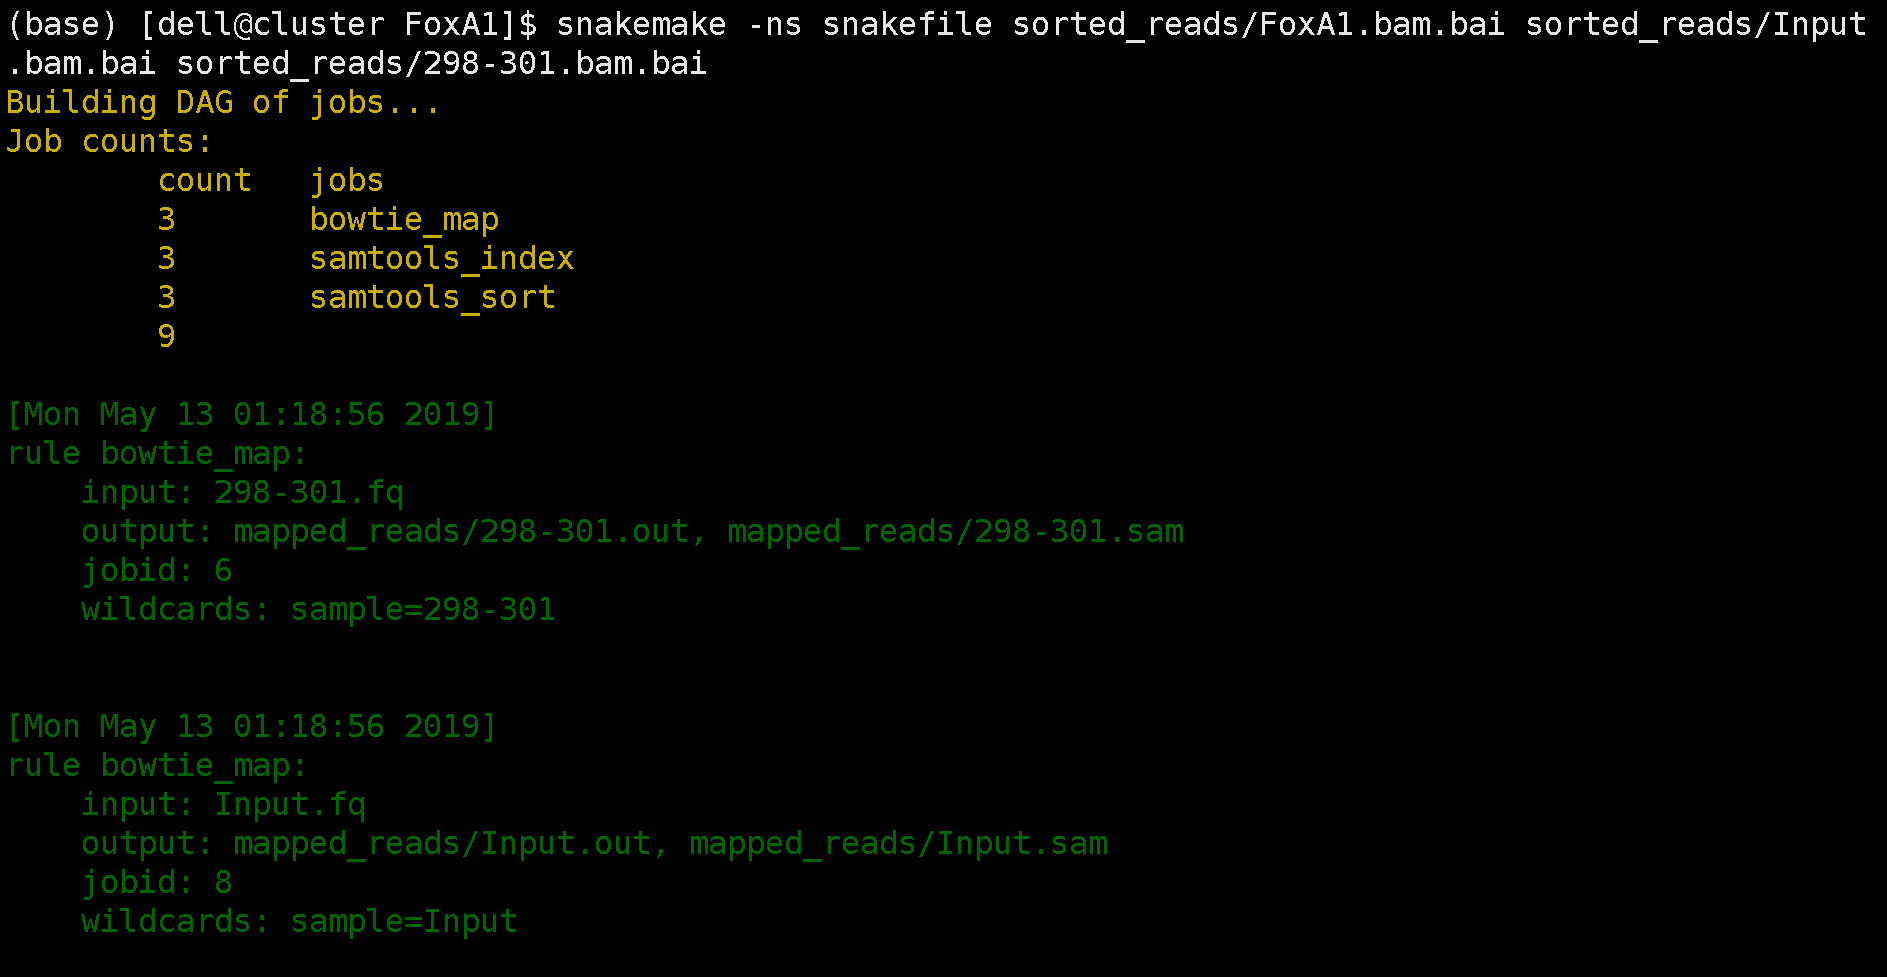 (base) [dell@cluster FoxA1]$ snakemake -ns snakefile sorted_reads/FoxA1.bam.bai sorted_reads/Input
.bam.bai sorted_reads/298-301.bam.bai
Building DAG of jobs...
Job counts:
        count   jobs
        3       bowtie_map
        3       samtools_index
        3       samtools_sort
        9

[Mon May 13 01:18:56 2019]
rule bowtie_map:
    input: 298-301.fq
    output: mapped_reads/298-301.out, mapped_reads/298-301.sam
    jobid: 6
    wildcards: sample=298-301


[Mon May 13 01:18:56 2019]
rule bowtie_map:
    input: Input.fq
    output: mapped_reads/Input.out, mapped_reads/Input.sam
    jobid: 8
    wildcards: sample=Input